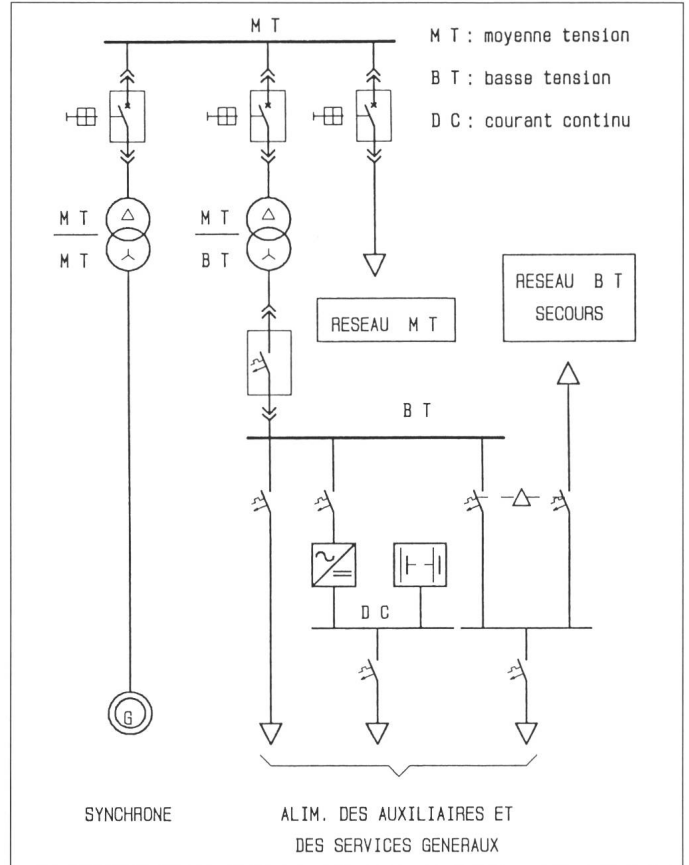 M T
M T : moyenne tension
B T : basse tension
D C : courant continu
M T
M T
M T
B T
RESEAU M T
RESEAU B T
SECOURS
B T
D C
G
SYNCHRONE
ALIM. DES AUXILIAIRES ET
DES SERVICES GENERAUX